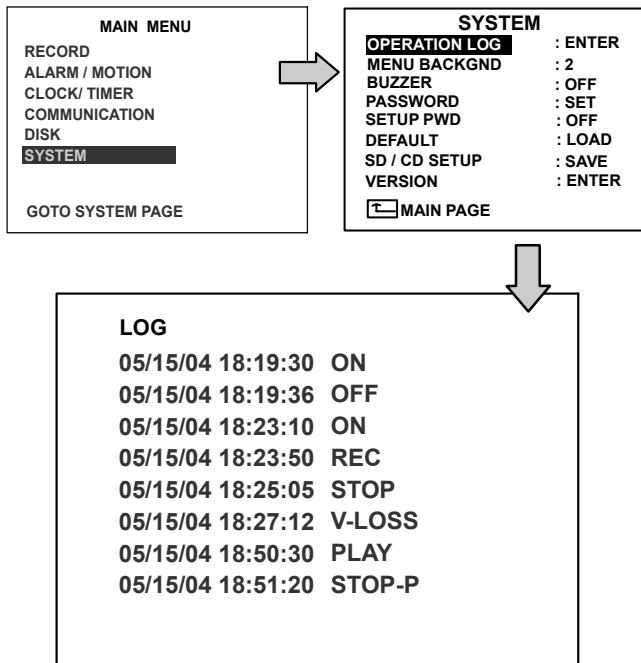 MAIN MENU
RECORD
ALARM / MOTION
CLOCK/ TIMER
COMMUNICATION
DISK
SYSTEM
GOTO SYSTEM PAGE
SYSTEM
OPERATION LOG : ENTER
MENU BACKGND : 2
BUZZER : OFF
PASSWORD : SET
SETUP PWD : OFF
DEFAULT : LOAD
SD / CD SETUP : SAVE
VERSION : ENTER
MAIN PAGE
LOG
05/15/04 18:19:30 ON
05/15/04 18:19:36 OFF
05/15/04 18:23:10 ON
05/15/04 18:23:50 REC
05/15/04 18:25:05 STOP
05/15/04 18:27:12 V-LOSS
05/15/04 18:50:30 PLAY
05/15/04 18:51:20 STOP-P